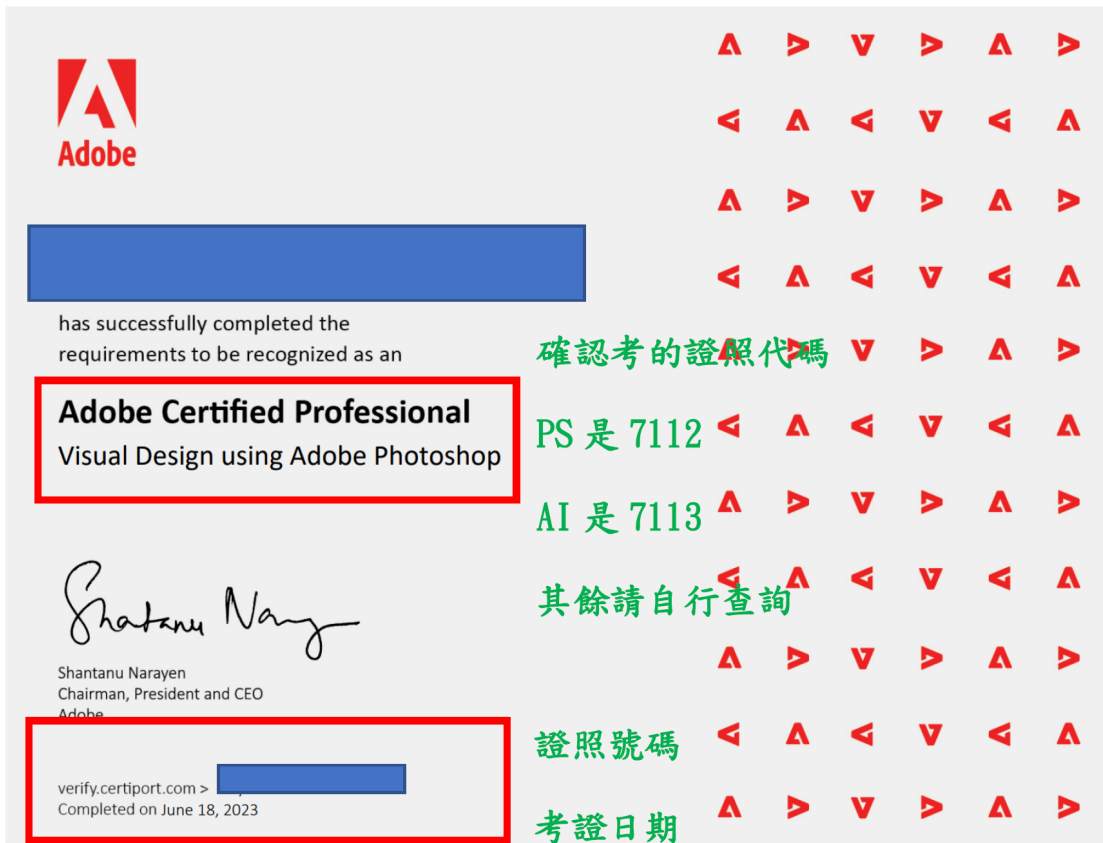 Adobe
has successfully completed the
requirements to be recognized as an
確認考的證照代碼
Adobe Certified Professional
Visual Design using Adobe Photoshop
PS 是 7112
AI 是 7113
其餘請自行查詢
Shantanu Narayen
Chairman, President and CEO
Adobe
證照號碼
verify.certiport.com >
Completed on June 18, 2023
考證日期